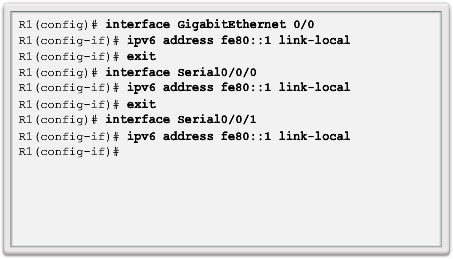 R1(config)# interface GigabitEthernet 0/0
R1(config-if)# ipv6 address fe80::1 link-local
R1(config-if)# exit
R1(config)# interface Serial0/0/0
R1(config-if)# ipv6 address fe80::1 link-local
R1(config-if)# exit
R1(config)# interface Serial0/0/1
R1(config-if)# ipv6 address fe80::1 link-local
R1(config-if)#